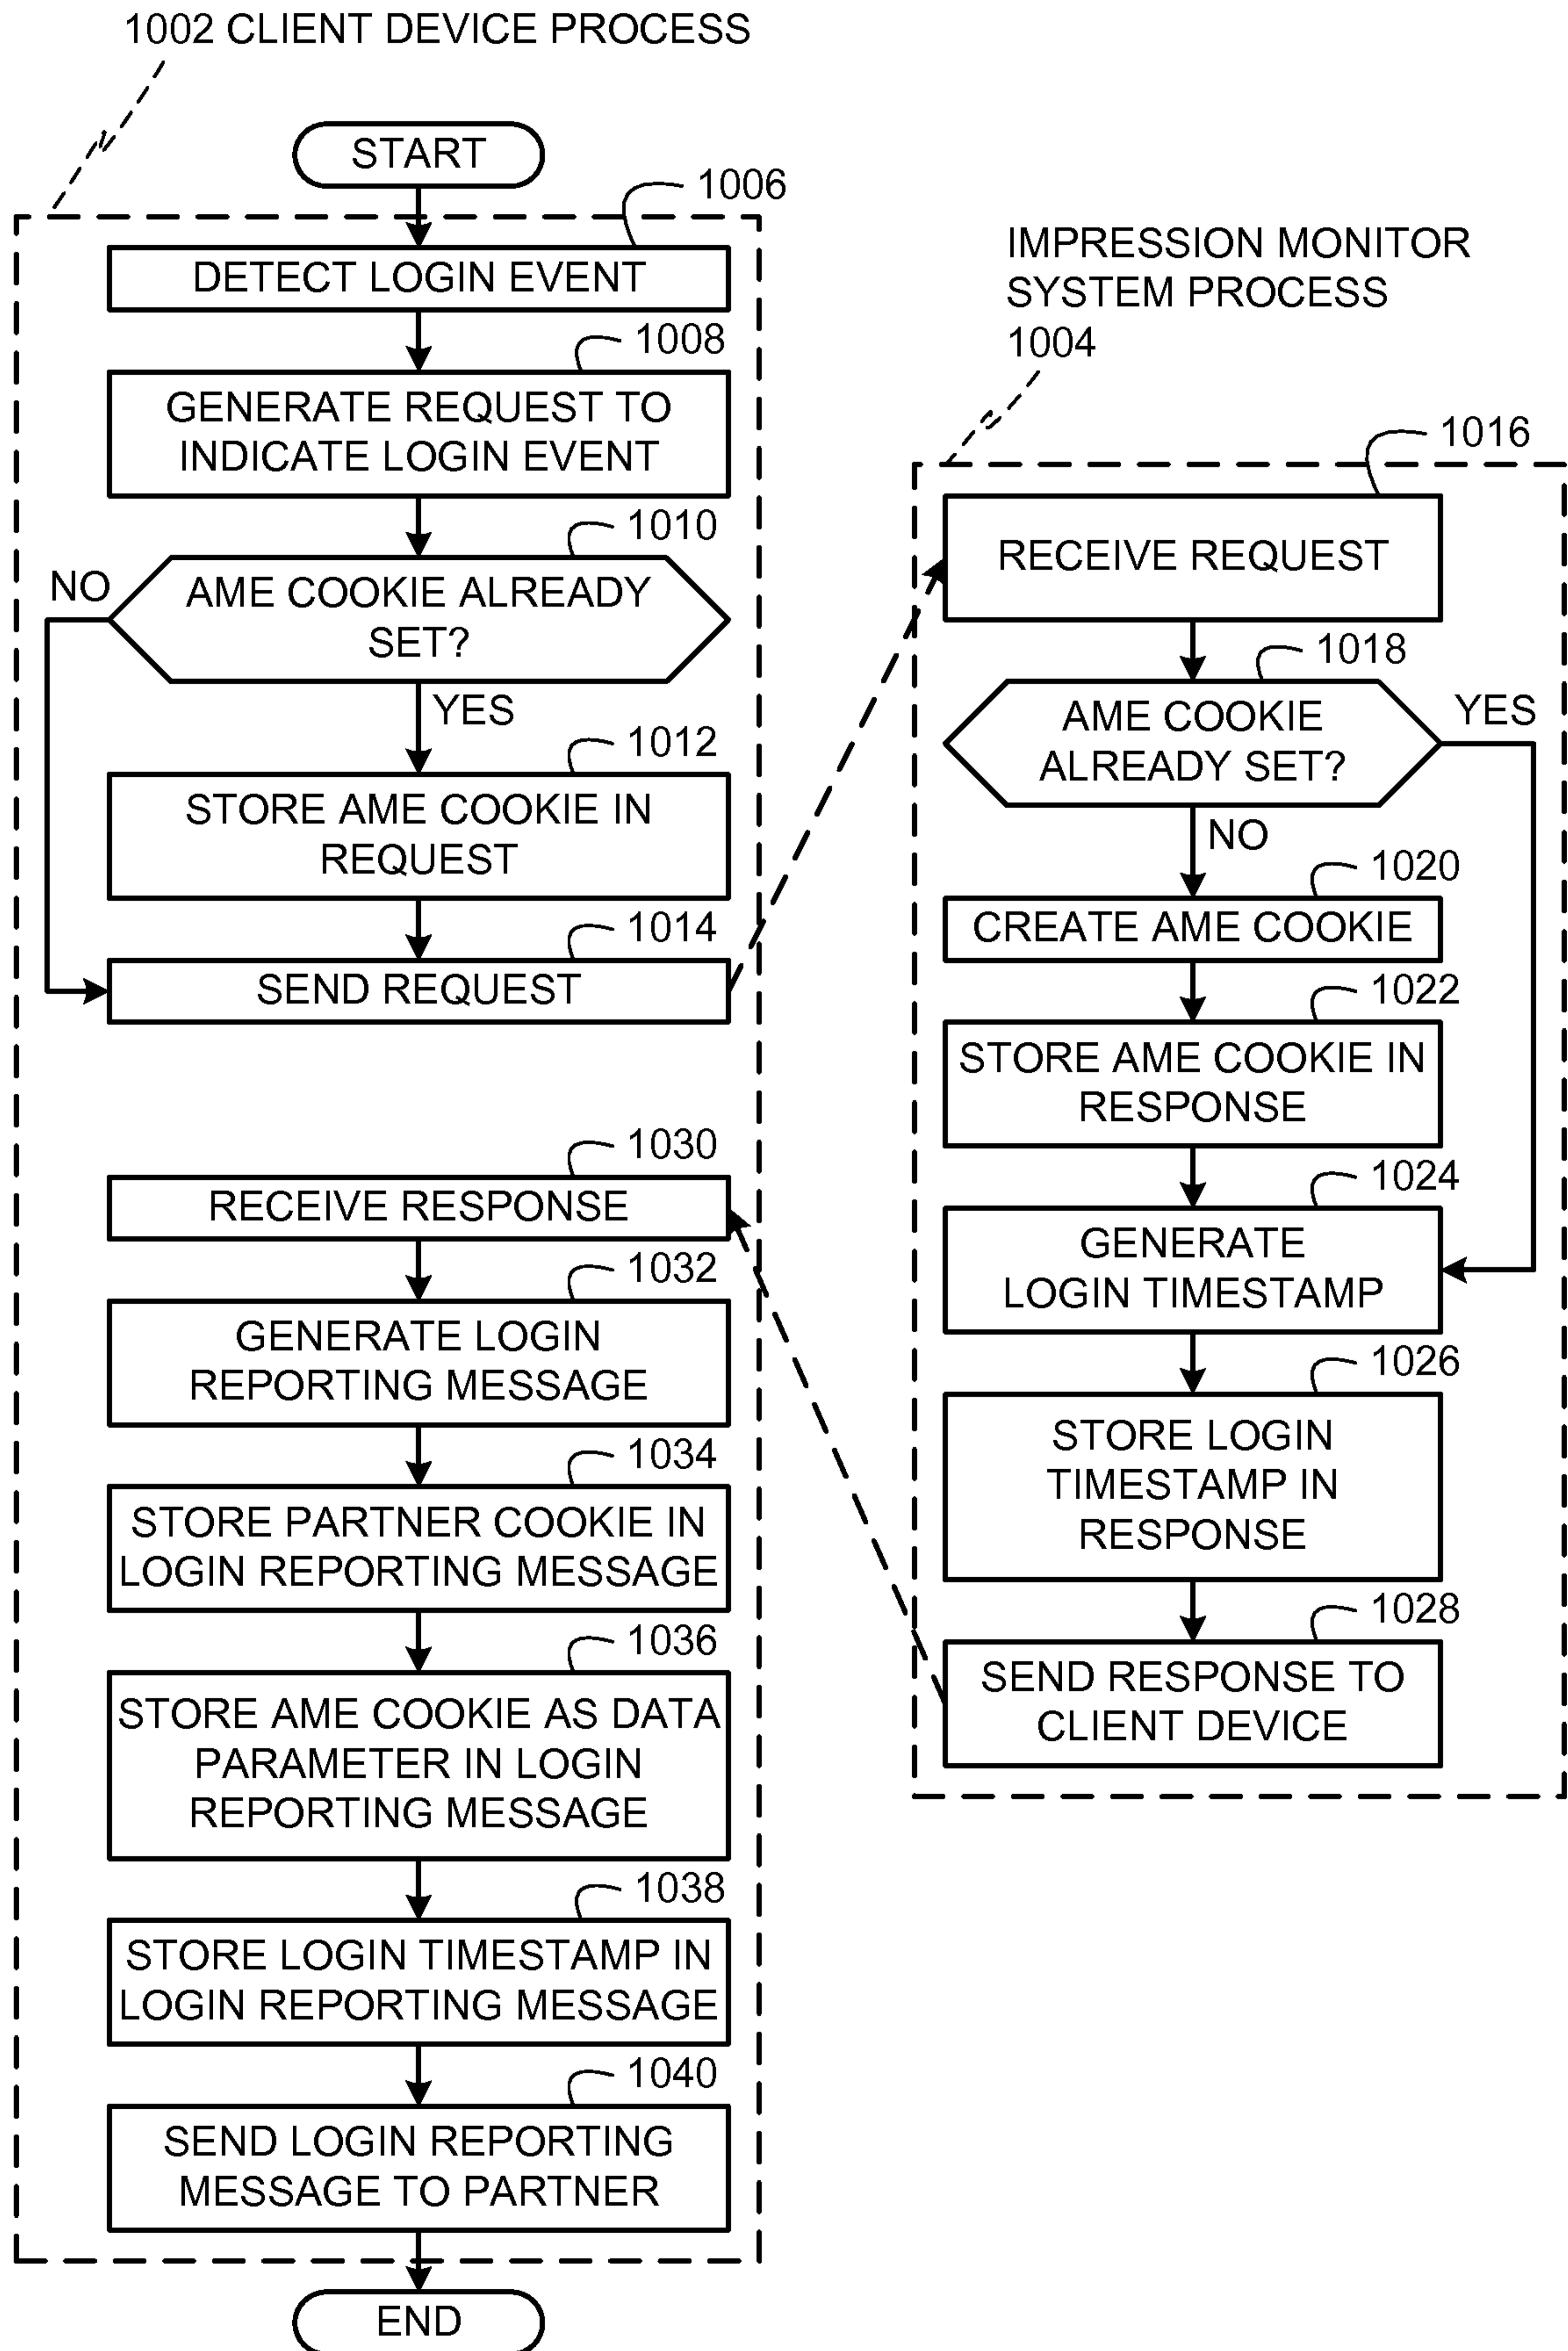 1002 CLIENT DEVICE PROCESS
START
1006
DETECT LOGIN EVENT
1008
GENERATE REQUEST TO
INDICATE LOGIN EVENT
1010
NO
AME COOKIE ALREADY
SET?
YES
1012
STORE AME COOKIE IN
REQUEST
1014
SEND REQUEST
1030
RECEIVE RESPONSE
1032
GENERATE LOGIN
REPORTING MESSAGE
1034
STORE PARTNER COOKIE IN
LOGIN REPORTING MESSAGE
1036
STORE AME COOKIE AS DATA
PARAMETER IN LOGIN
REPORTING MESSAGE
1038
STORE LOGIN TIMESTAMP IN
LOGIN REPORTING MESSAGE
1040
SEND LOGIN REPORTING
MESSAGE TO PARTNER
END
IMPRESSION MONITOR
SYSTEM PROCESS
1004
1016
RECEIVE REQUEST
1018
AME COOKIE
ALREADY SET?
YES
NO
1020
CREATE AME COOKIE
1022
STORE AME COOKIE IN
RESPONSE
1024
GENERATE
LOGIN TIMESTAMP
1026
STORE LOGIN
TIMESTAMP IN
RESPONSE
1028
SEND RESPONSE TO
CLIENT DEVICE